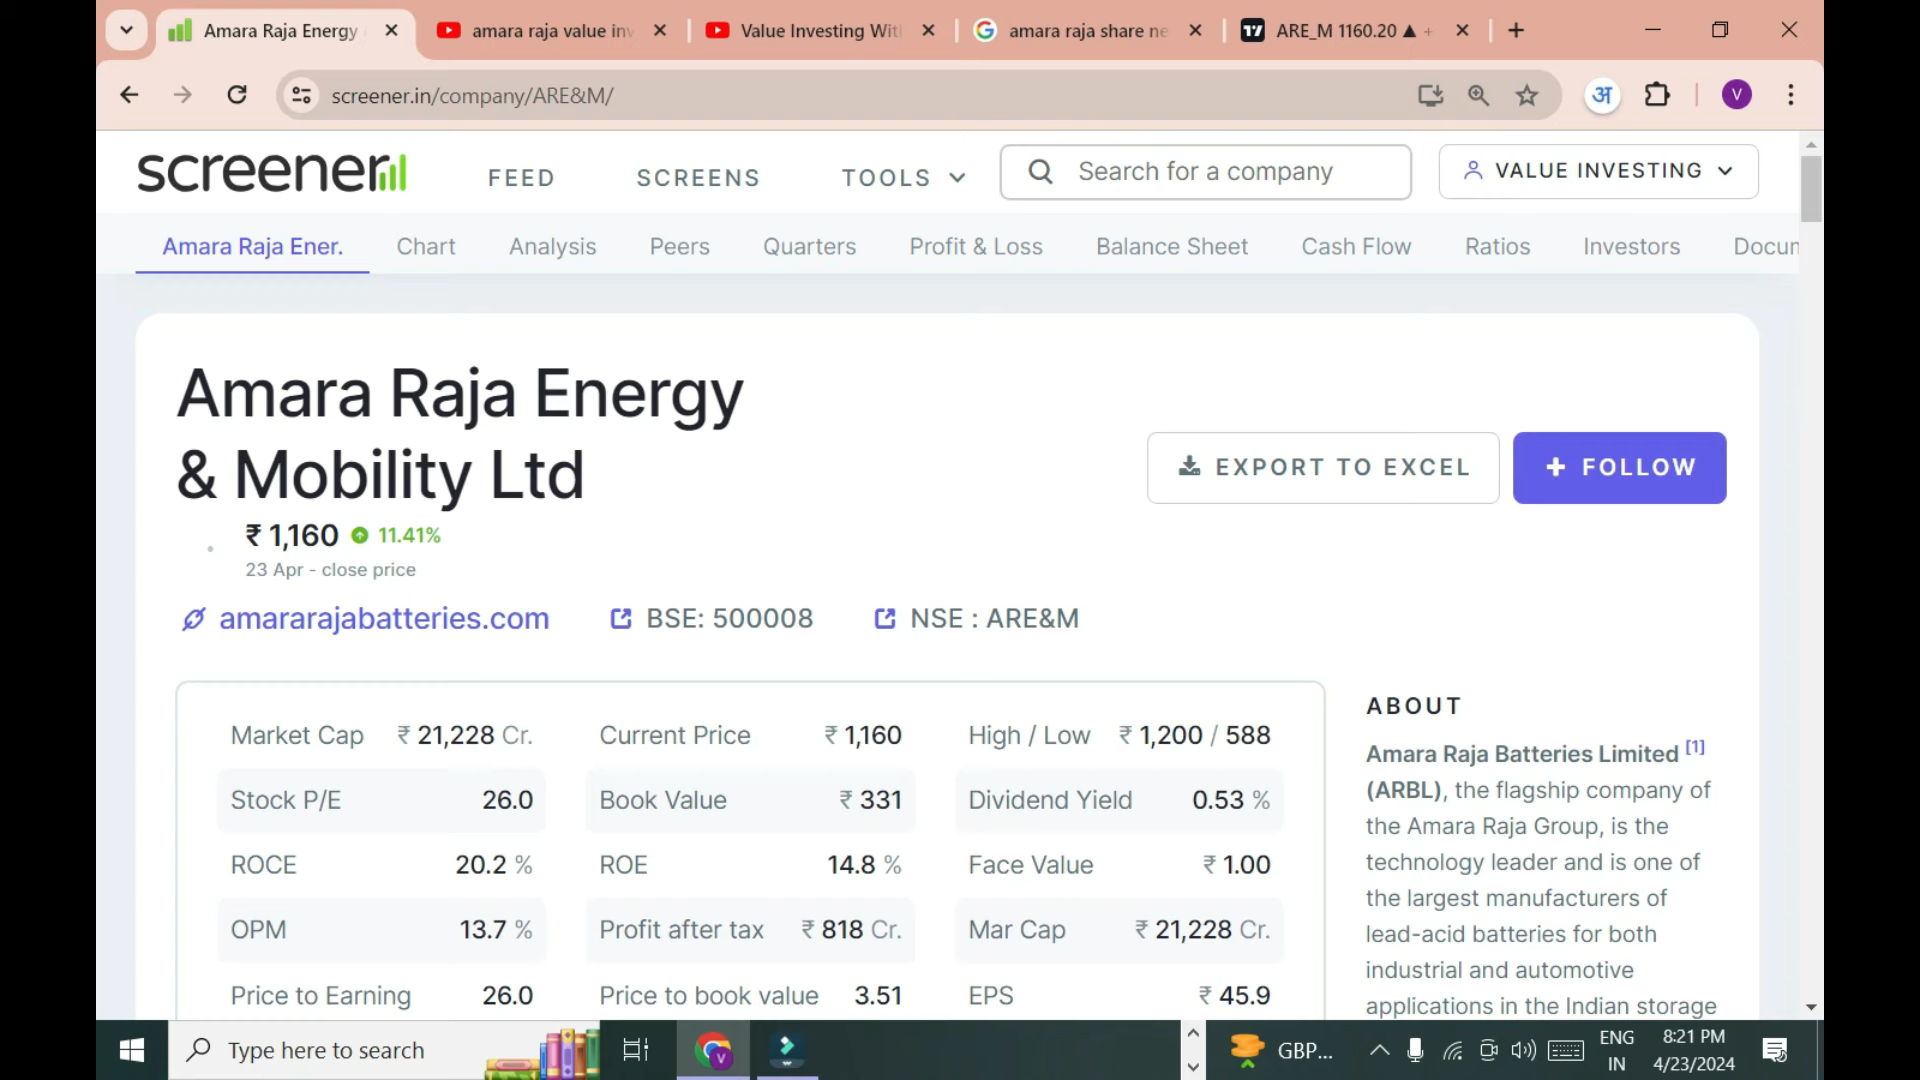 Amara Raja Energy
amara raja value inv
Value Investing With
amara raja share ne
ARE_M 1160.20 ▲ +
screener.in/company/ARE&M/
अ
V
screener
FEED
SCREENS
TOOLS
Search for a company
VALUE INVESTING
Amara Raja Ener.
Chart
Analysis
Peers
Quarters
Profit & Loss
Balance Sheet
Cash Flow
Ratios
Investors
Docum
Amara Raja Energy
& Mobility Ltd
EXPORT TO EXCEL
+ FOLLOW
₹ 1,160 11.41%
23 Apr - close price
amararajabatteries.com
BSE: 500008
NSE : ARE&M
Market Cap ₹ 21,228 Cr.
Current Price ₹ 1,160
High / Low ₹ 1,200 / 588
Stock P/E 26.0
Book Value ₹ 331
Dividend Yield 0.53 %
ROCE 20.2 %
ROE 14.8 %
Face Value ₹ 1.00
OPM 13.7 %
Profit after tax ₹ 818 Cr.
Mar Cap ₹ 21,228 Cr.
Price to Earning 26.0
Price to book value 3.51
EPS ₹ 45.9
ABOUT
Amara Raja Batteries Limited [1]
(ARBL), the flagship company of
the Amara Raja Group, is the
technology leader and is one of
the largest manufacturers of
lead-acid batteries for both
industrial and automotive
applications in the Indian storage
Type here to search
GBP...
ENG
IN
8:21 PM
4/23/2024